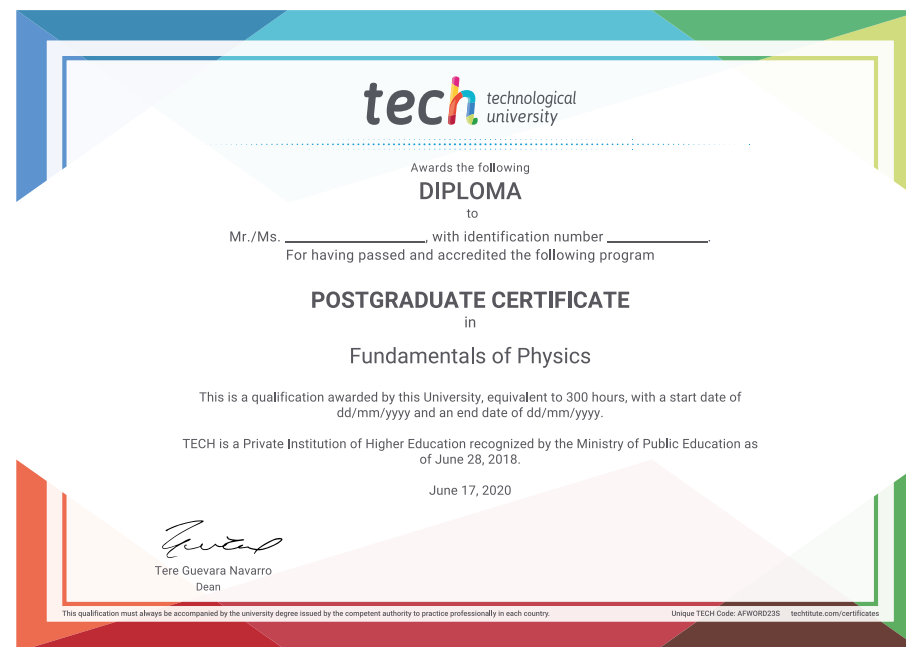 tech technological
university
Awards the following
DIPLOMA
to
Mr./Ms. ____________________, with identification number ______________.
For having passed and accredited the following program
POSTGRADUATE CERTIFICATE
in
Fundamentals of Physics
This is a qualification awarded by this University, equivalent to 300 hours, with a start date of
dd/mm/yyyy and an end date of dd/mm/yyyy.
TECH is a Private Institution of Higher Education recognized by the Ministry of Public Education as
of June 28, 2018.
June 17, 2020
Tere Guevara Navarro
Dean
This qualification must always be accompanied by the university degree issued by the competent authority to practice professionally in each country. Unique TECH Code: AFWORD23S techtitute.com/certificates